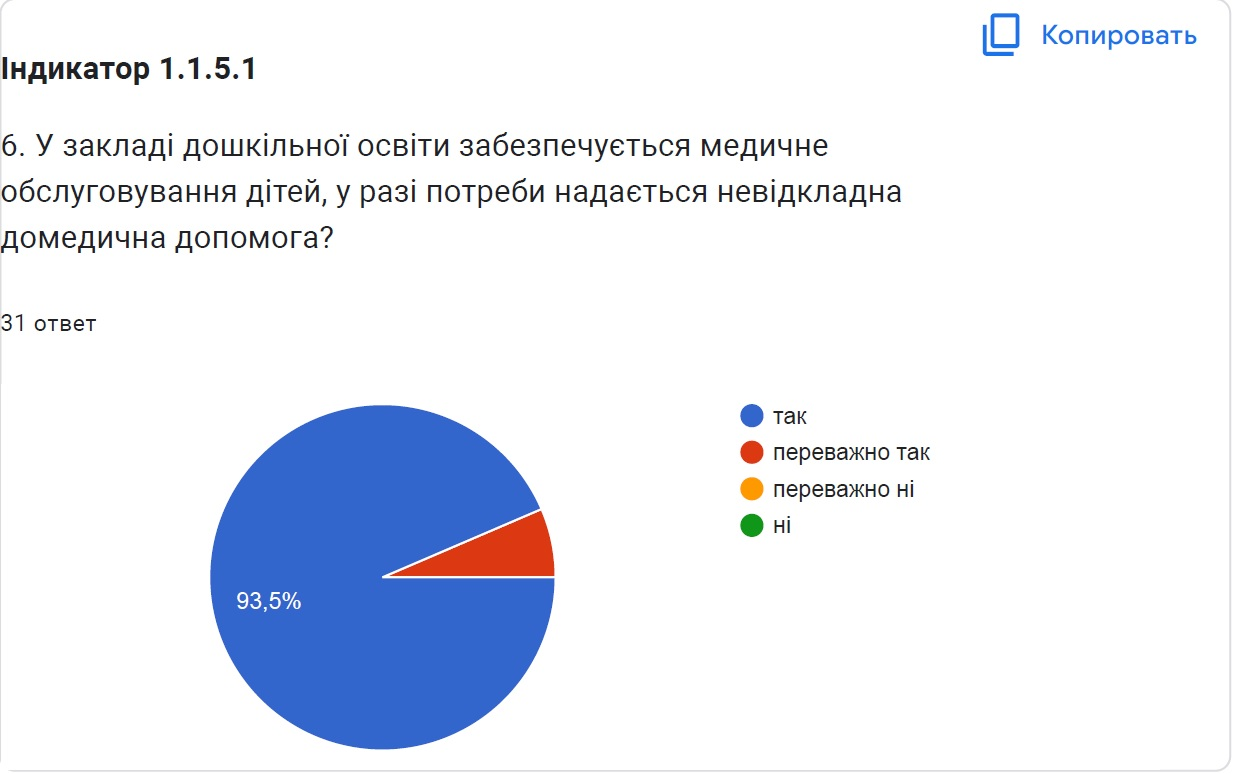 Копировать
Індикатор 1.1.5.1
6. У закладі дошкільної освіти забезпечується медичне
обслуговування дітей, у разі потреби надається невідкладна
домедична допомога?
31 ответ
так
переважно так
переважно ні
ні
93,5%